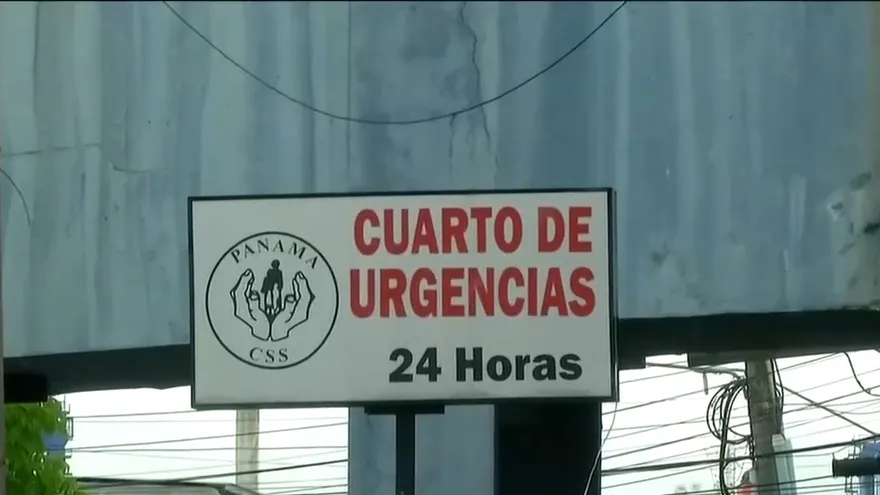 PANAMA
CSS
CUARTO DE
URGENCIAS
24 Horas